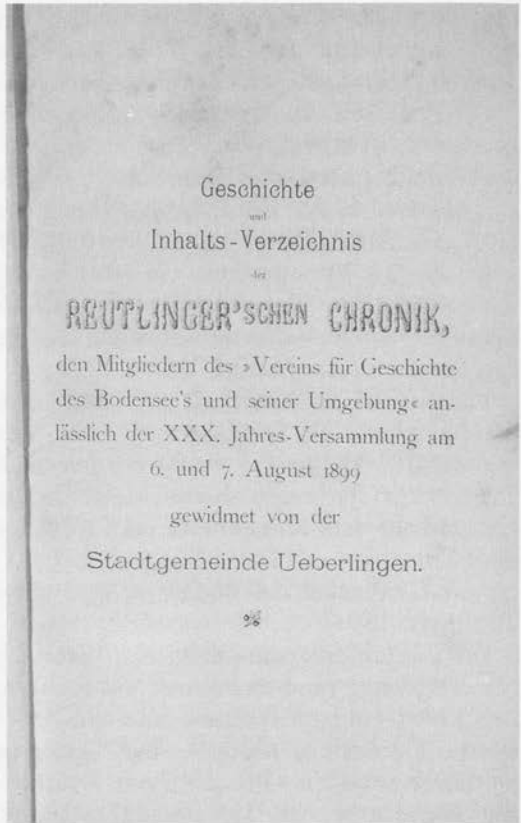 Geschichte
und
Inhalts-Verzeichnis
der
REUTLINGER'SCHEN CHRONIK,
den Mitgliedern des »Vereins für Geschichte
des Bodensee's und seiner Umgebung« an-
lässlich der XXX. Jahres-Versammlung am
6. und 7. August 1899
gewidmet von der
Stadtgemeinde Ueberlingen.